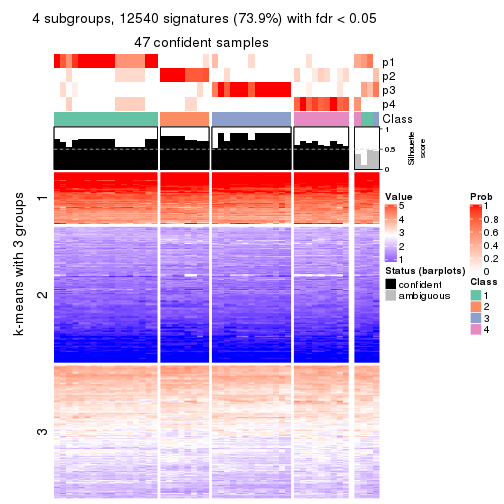 4 subgroups, 12540 signatures (73.9%) with fdr < 0.05
47 confident samples
p1
p2
p3
p4
Class
1
0.5
0
Silhouette
score
k-means with 3 groups
1
2
3
Value
5
4
3
2
1
Status (barplots)
confident
ambiguous
Prob
1
0.8
0.6
0.4
0.2
0
Class
1
2
3
4